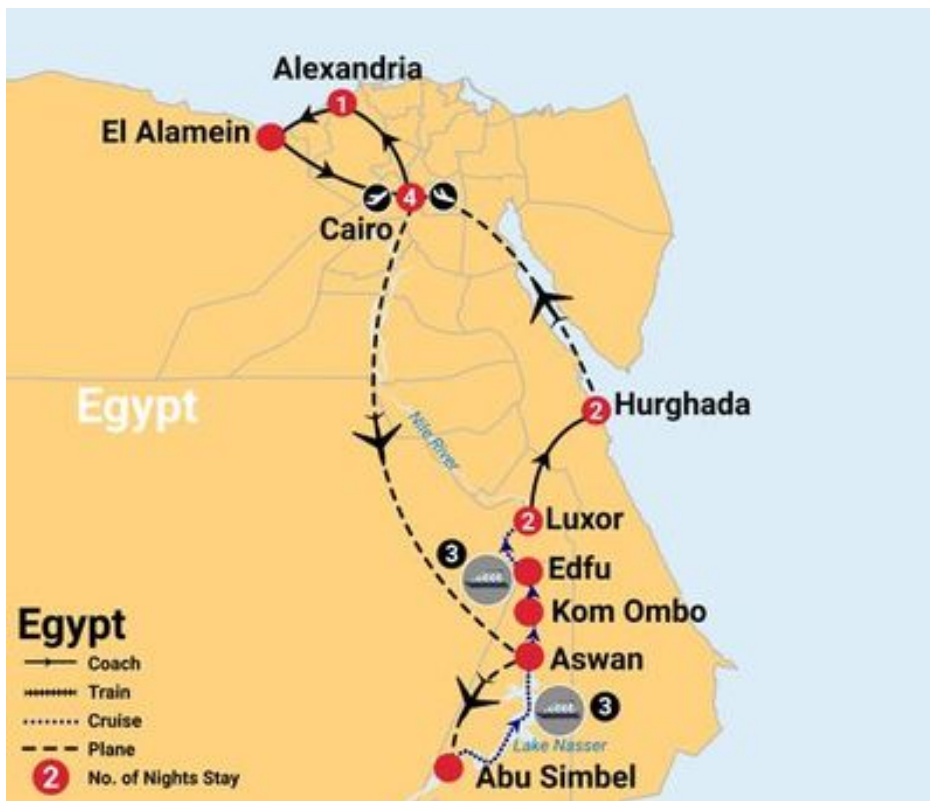 Alexandria
1
El Alamein
4
Cairo
Egypt
Nile River
2 Hurghada
2 Luxor
3
Edfu
Kom Ombo
Aswan
3
Lake Nasser
Abu Simbel
Egypt
Coach
Train
Cruise
Plane
2 No. of Nights Stay